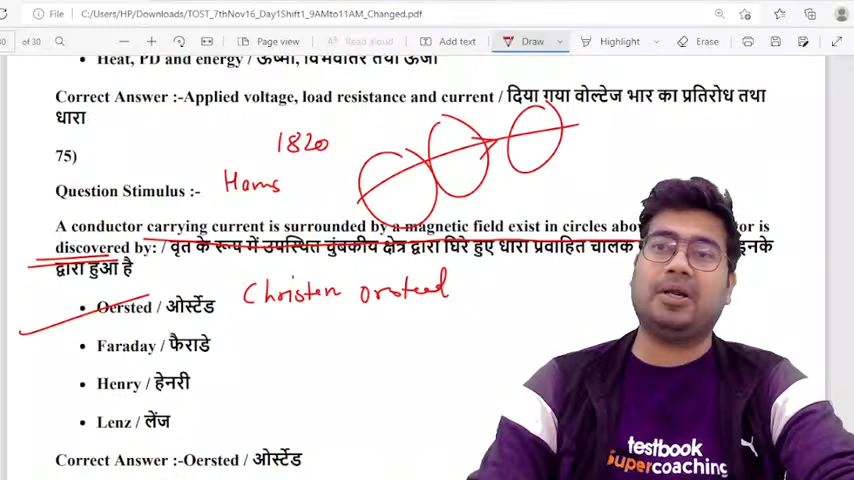 File C:/Users/HP/Downloads/TOST_7thNov16_Day1Shift1_9AMto11AM_Changed.pdf
30 of 30 Page view Read aloud Add text Draw Highlight Erase
• Heat, PD and energy / ऊष्मा, विभवांतर तथा ऊर्जा
Correct Answer :-Applied voltage, load resistance and current / दिया गया वोल्टेज भार का प्रतिरोध तथा
धारा
1820
75)
Hans
Question Stimulus :-
A conductor carrying current is surrounded by a magnetic field exist in circles
discovered by: / वृत के रूप में उपस्थित चुंबकीय क्षेत्र द्वारा घिरे हुए धारा प्रवाहित चालक इनके
द्वारा हुआ है
Christen Orsteed
• Oersted / ओर्स्टेड
• Faraday / फैराडे
• Henry / हेनरी
• Lenz / लेंज
Correct Answer :-Oersted / ओर्स्टेड
testbook
Supercoaching